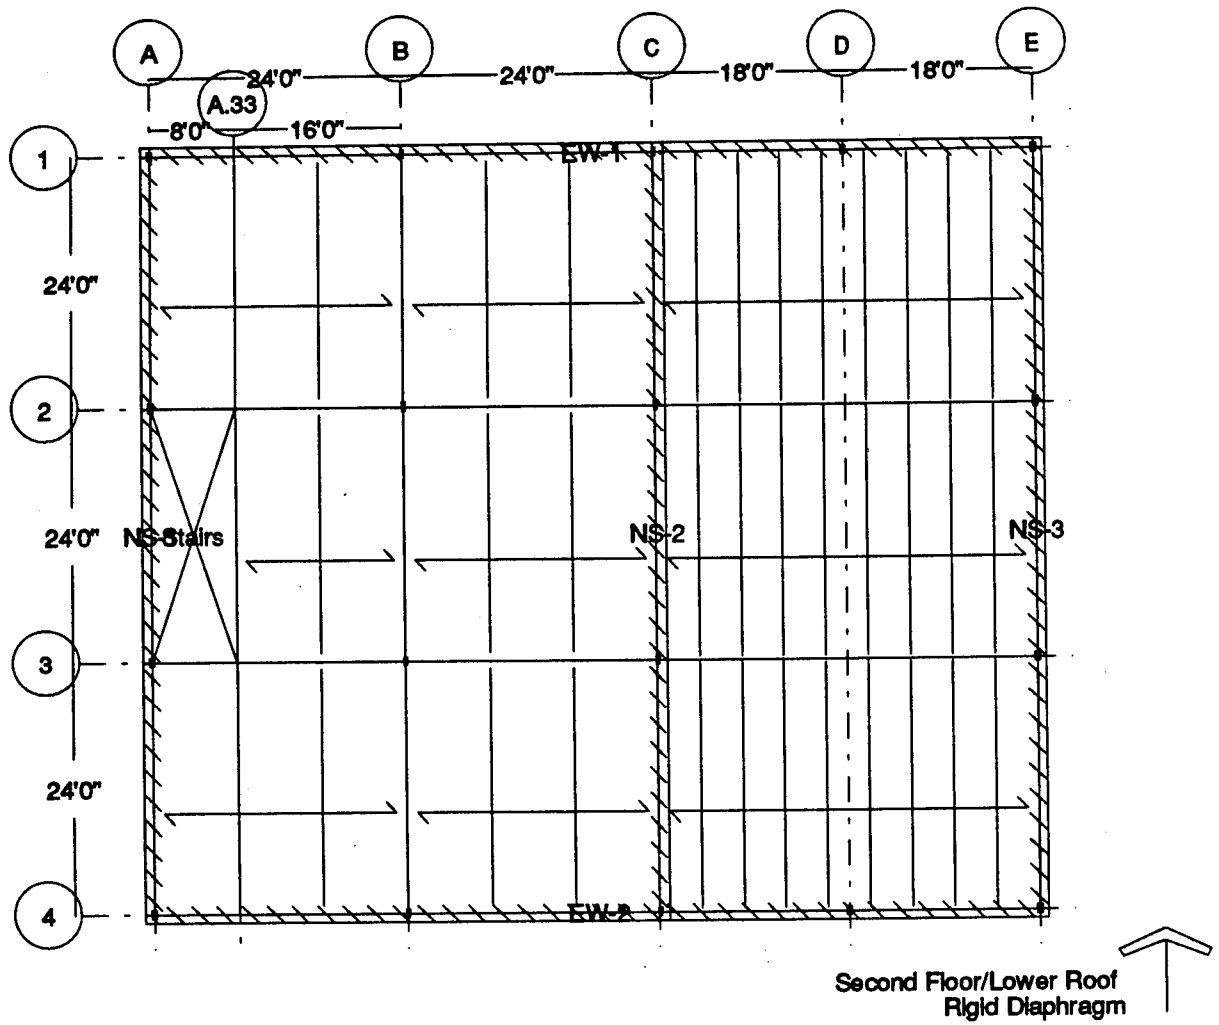 A B C D E
24'0" 24'0" 18'0" 18'0"
A.33
8'0" 16'0"
1 EW-1
24'0"
2
24'0" Stairs NS-2 NS-3
3
24'0"
4 EW-2
Second Floor/Lower Roof
Rigid Diaphragm